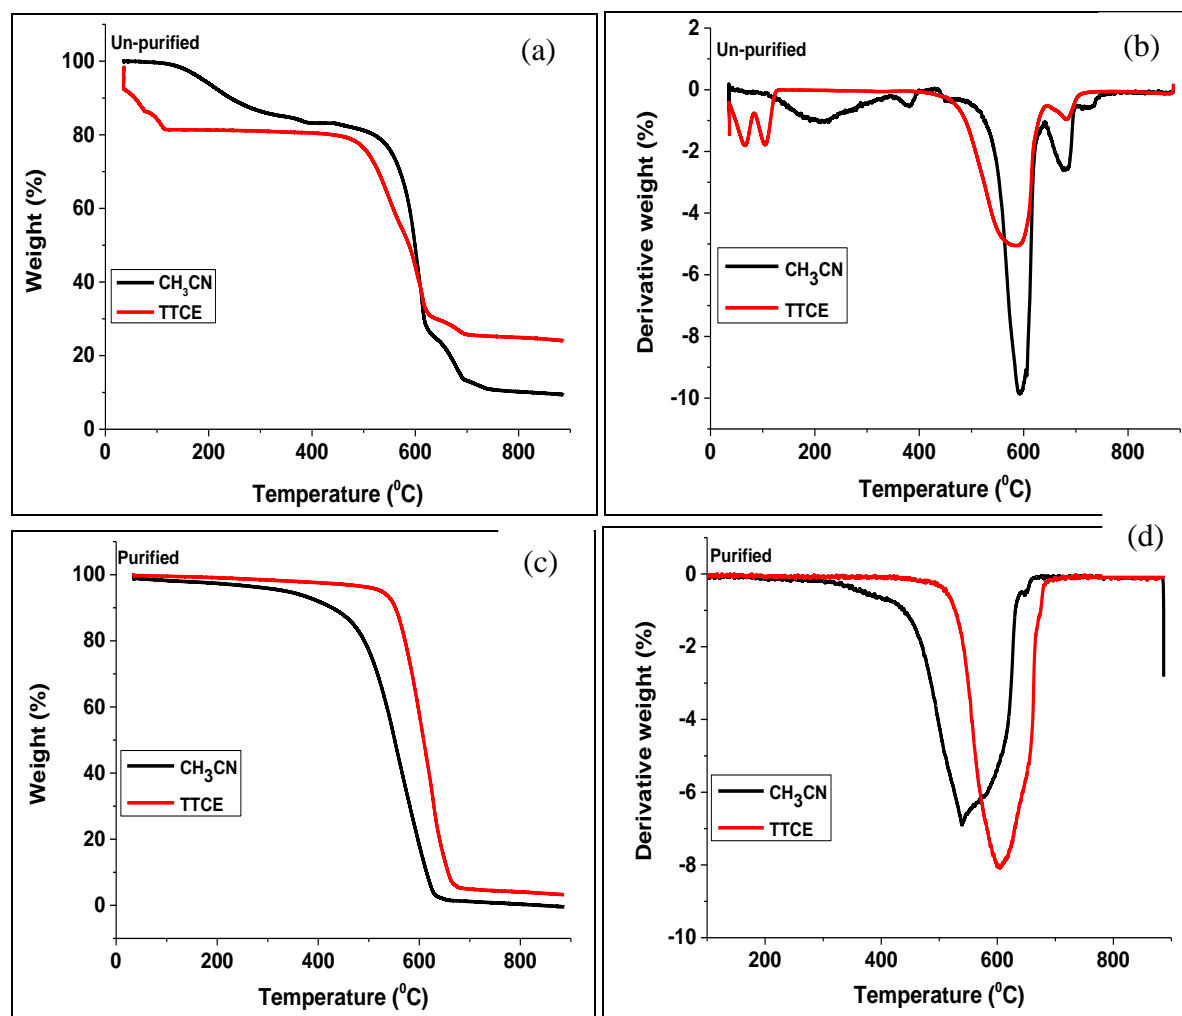 Un-purified
(a)
100
80
60
40
20
0
Weight (%)
CH₃CN
TTCE
0 200 400 600 800
Temperature (⁰C)
Un-purified
(b)
2
0
-2
-4
-6
-8
-10
Derivative weight (%)
CH₃CN
TTCE
0 200 400 600 800
Temperature (⁰C)
Purified
(c)
100
80
60
40
20
0
Weight (%)
CH₃CN
TTCE
0 200 400 600 800
Temperature (⁰C)
Purified
(d)
0
-2
-4
-6
-8
-10
Derivative weight (%)
CH₃CN
TTCE
200 400 600 800
Temperature (⁰C)